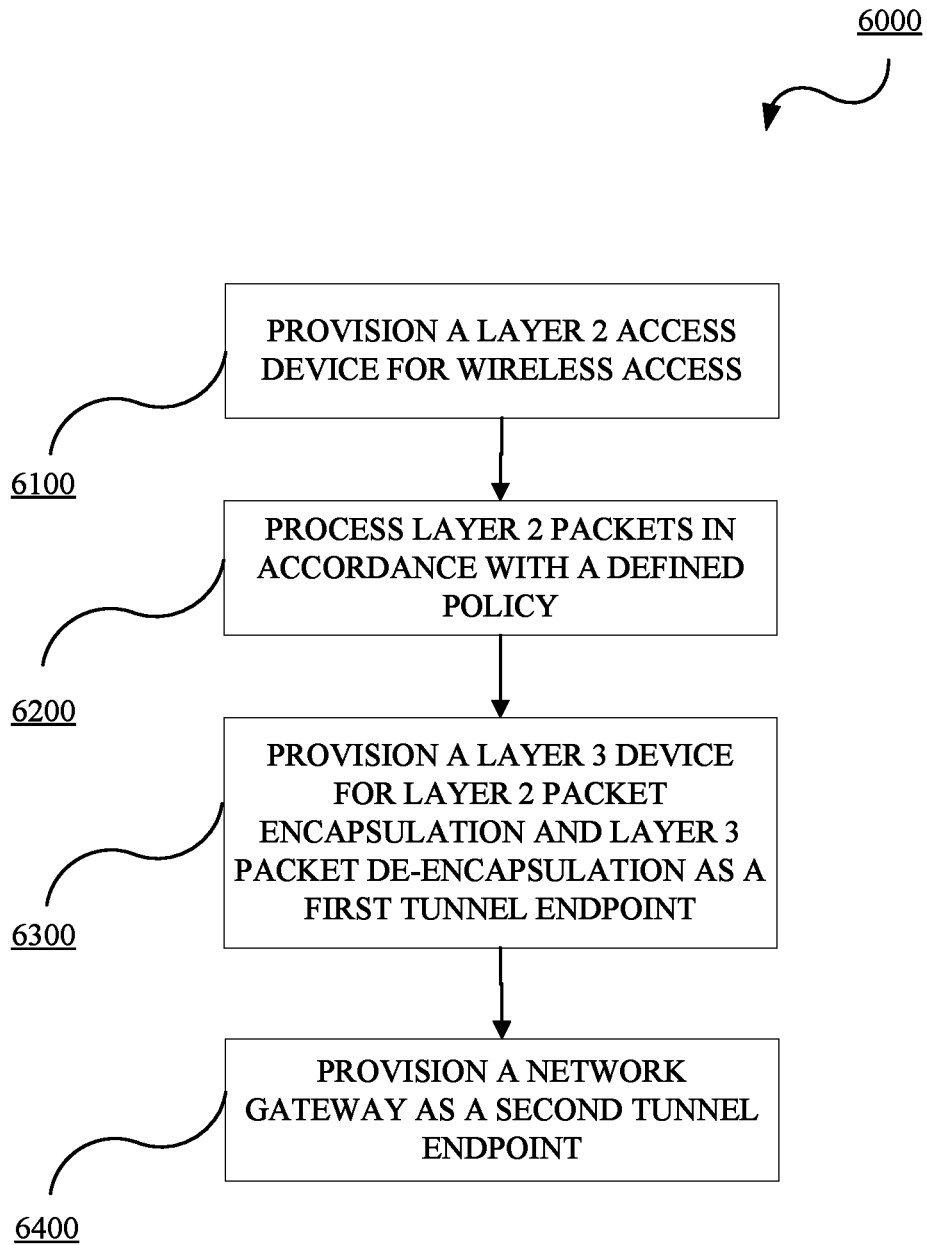 6000
PROVISION A LAYER 2 ACCESS
DEVICE FOR WIRELESS ACCESS
6100
PROCESS LAYER 2 PACKETS IN
ACCORDANCE WITH A DEFINED
POLICY
6200
PROVISION A LAYER 3 DEVICE
FOR LAYER 2 PACKET
ENCAPSULATION AND LAYER 3
PACKET DE-ENCAPSULATION AS A
FIRST TUNNEL ENDPOINT
6300
PROVISION A NETWORK
GATEWAY AS A SECOND TUNNEL
ENDPOINT
6400